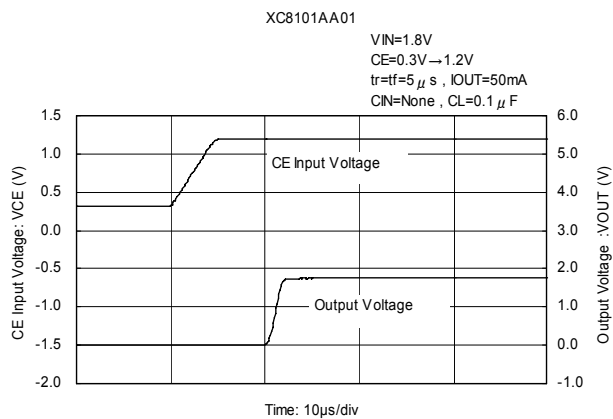 XC8101AA01
VIN=1.8V
CE=0.3V→1.2V
tr=tf=5μs , IOUT=50mA
CIN=None , CL=0.1μF
CE Input Voltage: VCE (V)
1.5
1.0
0.5
0.0
-0.5
-1.0
-1.5
-2.0
CE Input Voltage
Output Voltage
6.0
5.0
4.0
3.0
2.0
1.0
0.0
-1.0
Output Voltage :VOUT (V)
Time: 10μs/div